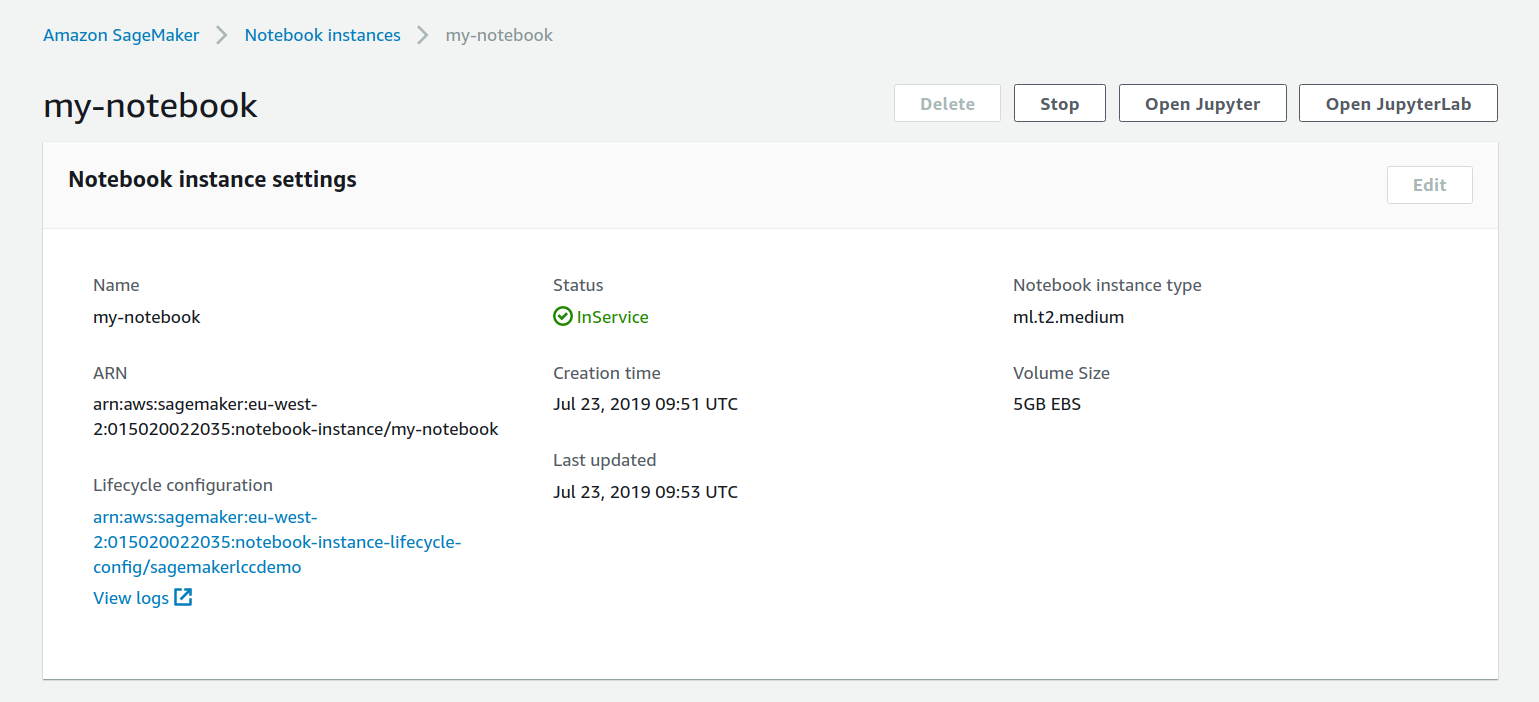 Amazon SageMaker > Notebook instances > my-notebook
my-notebook
Delete Stop Open Jupyter Open JupyterLab
Notebook instance settings
Edit
Name
my-notebook
ARN
arn:aws:sagemaker:eu-west-
2:015020022035:notebook-instance/my-notebook
Lifecycle configuration
arn:aws:sagemaker:eu-west-
2:015020022035:notebook-instance-lifecycle-
config/sagemakerlccdemo
View logs
Status
InService
Creation time
Jul 23, 2019 09:51 UTC
Last updated
Jul 23, 2019 09:53 UTC
Notebook instance type
ml.t2.medium
Volume Size
5GB EBS